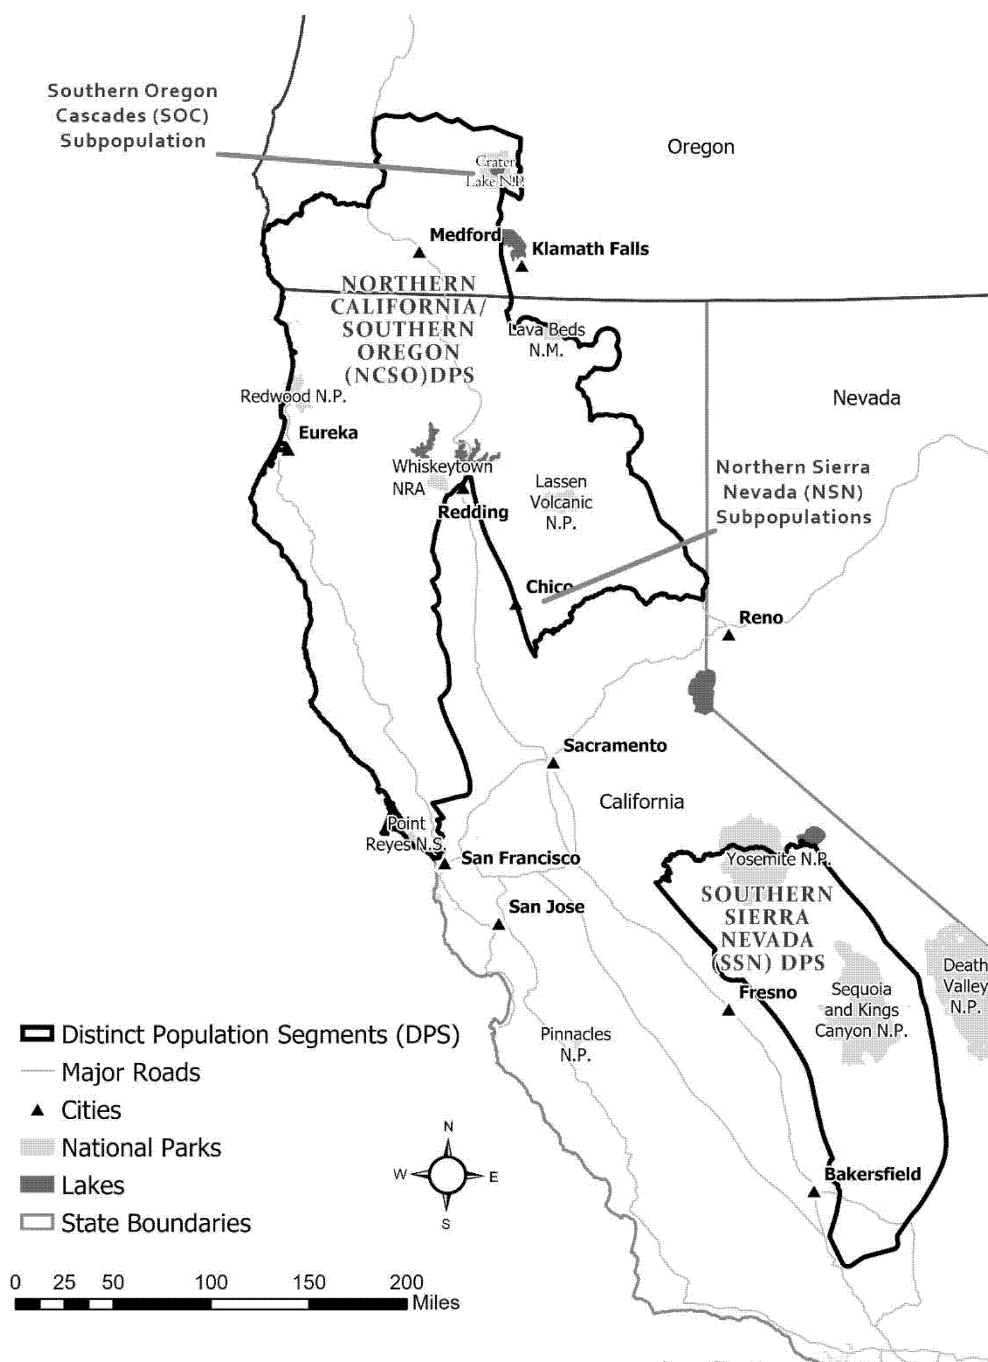 Southern Oregon
Cascades (SOC)
Subpopulation
Oregon
Crater
Lake N.P.
Medford
Klamath Falls
NORTHERN
CALIFORNIA/
SOUTHERN
OREGON
(NCSO)DPS
Lava Beds
N.M.
Redwood N.P.
Nevada
Eureka
Whiskeytown
NRA
Redding
Lassen
Volcanic
N.P.
Northern Sierra
Nevada (NSN)
Subpopulations
Chico
Reno
Sacramento
California
Point
Reyes N.S.
San Francisco
Yosemite N.P.
San Jose
SOUTHERN
SIERRA
NEVADA
(SSN) DPS
Fresno
Sequoia
and Kings
Canyon N.P.
Death
Valley
N.P.
Pinnacles
N.P.
Bakersfield
Distinct Population Segments (DPS)
Major Roads
Cities
National Parks
Lakes
State Boundaries
N
W E
S
0 25 50 100 150 200
Miles